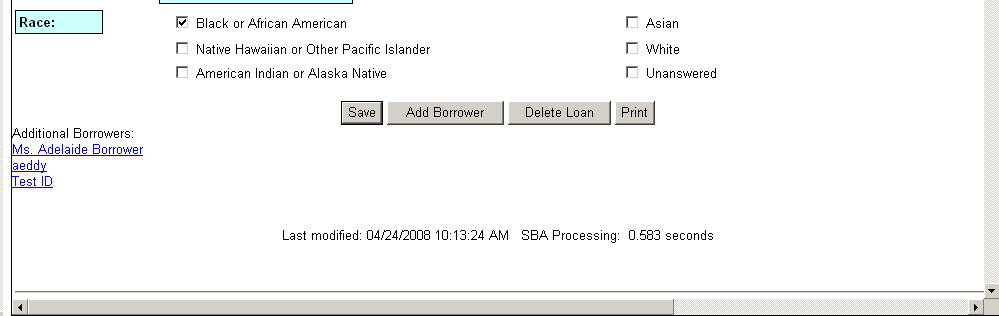 Race: Black or African American Asian
Native Hawaiian or Other Pacific Islander White
American Indian or Alaska Native Unanswered
Save Add Borrower Delete Loan Print
Additional Borrowers:
Ms. Adelaide Borrower
aeddy
Test ID
Last modified: 04/24/2008 10:13:24 AM SBA Processing: 0.583 seconds